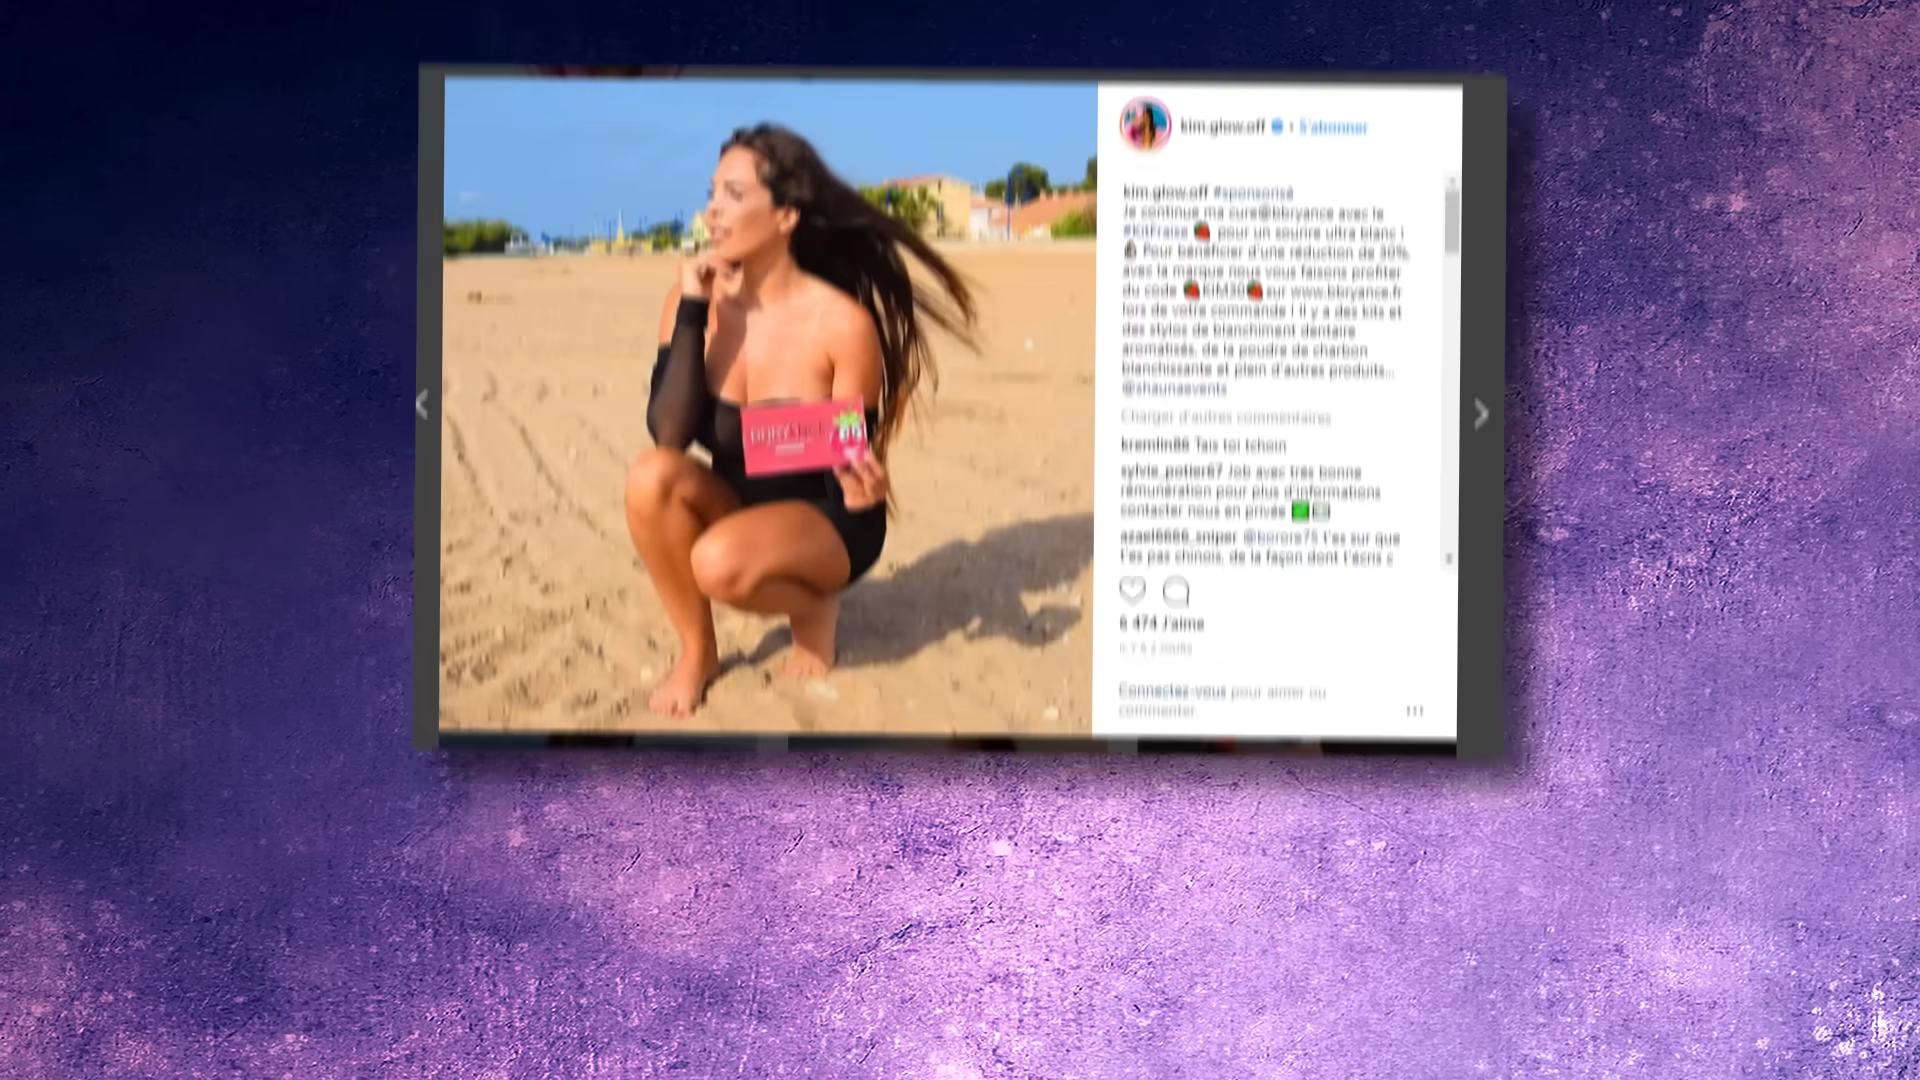 kim.glow.off • S'abonner
kim.glow.off #sponsorisé
Je continue ma cure@bbryance avec le
#KitFraise 🍓 pour un sourire ultra blanc !
Pour bénéficier d'une réduction de 30%,
avec la marque nous vous faisons profiter
du code 🍓KIM30🍓 sur www.bbryance.fr
lors de votre commande ! Il y a des kits et
des stylos de blanchiment dentaire
aromatisés, de la poudre de charbon
blanchissante et plein d'autres produits...
@shaunaevents
Charger d'autres commentaires
kremlin86 Tais toi tchoin
sylvie_potier67 Job avec très bonne
rémunération pour plus d'informations
contacter nous en privée
azael6666_sniper @borora75 t'es sur que
t'es pas chinois, de la façon dont t'écris c
6 474 J'aime
IL Y A 2 JOURS
Connectez-vous pour aimer ou
commenter.